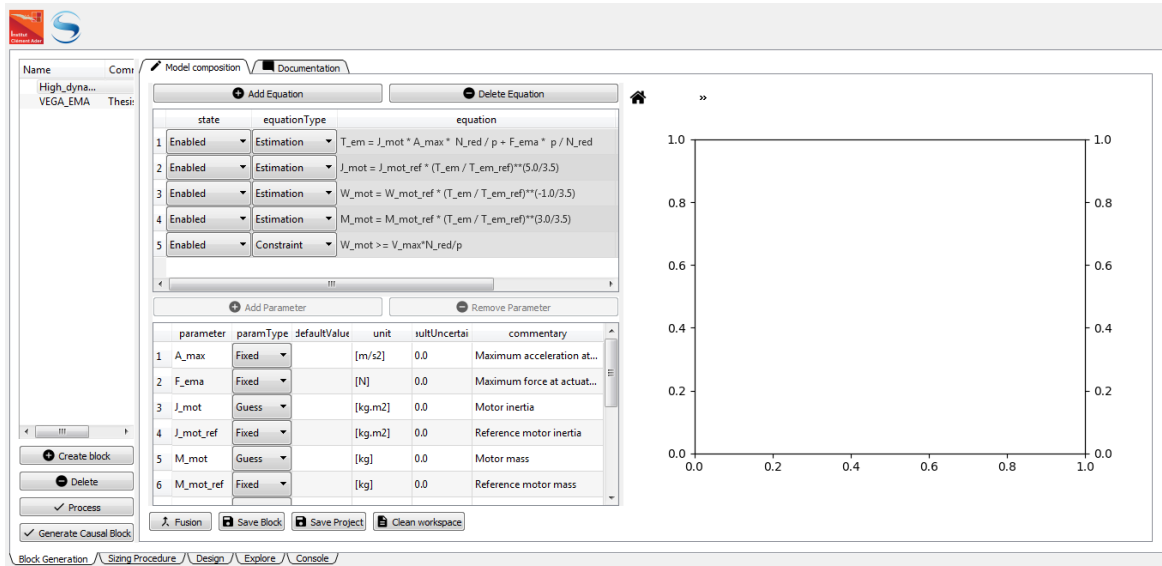 Institut
Clément Ader
Name Comr
High_dyna...
VEGA_EMA Thesis
Model composition Documentation
Add Equation Delete Equation
state equationType equation
1 Enabled Estimation T_em = J_mot * A_max * N_red / p + F_ema * p / N_red
2 Enabled Estimation J_mot = J_mot_ref * (T_em / T_em_ref)**(5.0/3.5)
3 Enabled Estimation W_mot = W_mot_ref * (T_em / T_em_ref)**(-1.0/3.5)
4 Enabled Estimation M_mot = M_mot_ref * (T_em / T_em_ref)**(3.0/3.5)
5 Enabled Constraint W_mot >= V_max*N_red/p
Add Parameter Remove Parameter
parameter paramType defaultValue unit sultUncertai commentary
1 A_max Fixed [m/s2] 0.0 Maximum acceleration at...
2 F_ema Fixed [N] 0.0 Maximum force at actuat...
3 J_mot Guess [kg.m2] 0.0 Motor inertia
4 J_mot_ref Fixed [kg.m2] 0.0 Reference motor inertia
5 M_mot Guess [kg] 0.0 Motor mass
6 M_mot_ref Fixed [kg] 0.0 Reference motor mass
Create block
Delete
Process
Generate Causal Block
Fusion Save Block Save Project Clean workspace
Block Generation Sizing Procedure Design Explore Console
»
1.0 1.0
0.8 0.8
0.6 0.6
0.4 0.4
0.2 0.2
0.0 0.0
0.0 0.2 0.4 0.6 0.8 1.0